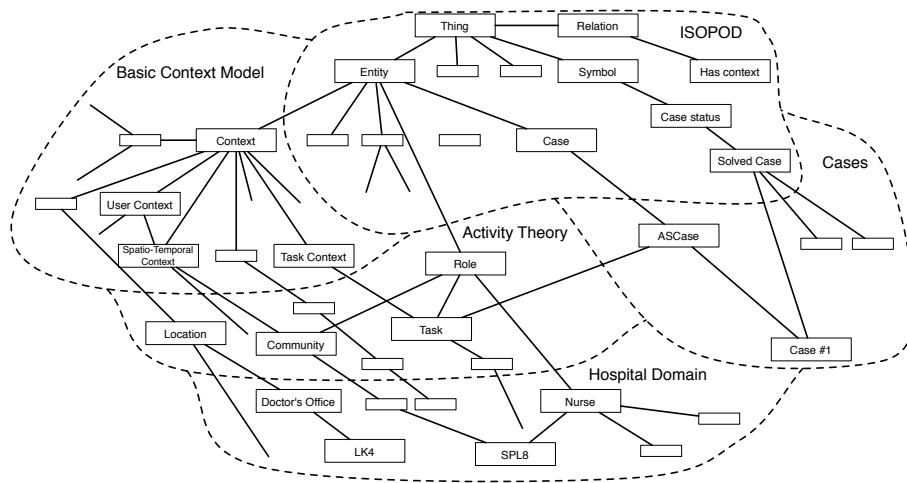 Thing
Relation
ISOPOD
Basic Context Model
Entity
Symbol
Has context
Case status
Context
Case
Solved Case
Cases
User Context
Activity Theory
ASCase
Spatio-Temporal
Context
Task Context
Role
Location
Community
Task
Case #1
Hospital Domain
Doctor's Office
Nurse
LK4
SPL8